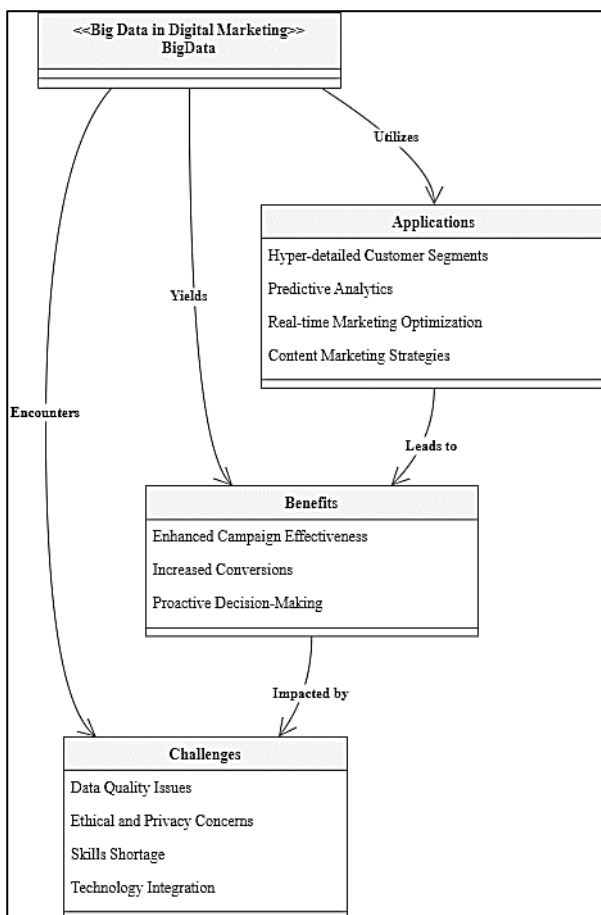 <<Big Data in Digital Marketing>>
BigData
Utilizes
Applications
Hyper-detailed Customer Segments
Predictive Analytics
Real-time Marketing Optimization
Content Marketing Strategies
Yields
Encounters
Leads to
Benefits
Enhanced Campaign Effectiveness
Increased Conversions
Proactive Decision-Making
Impacted by
Challenges
Data Quality Issues
Ethical and Privacy Concerns
Skills Shortage
Technology Integration